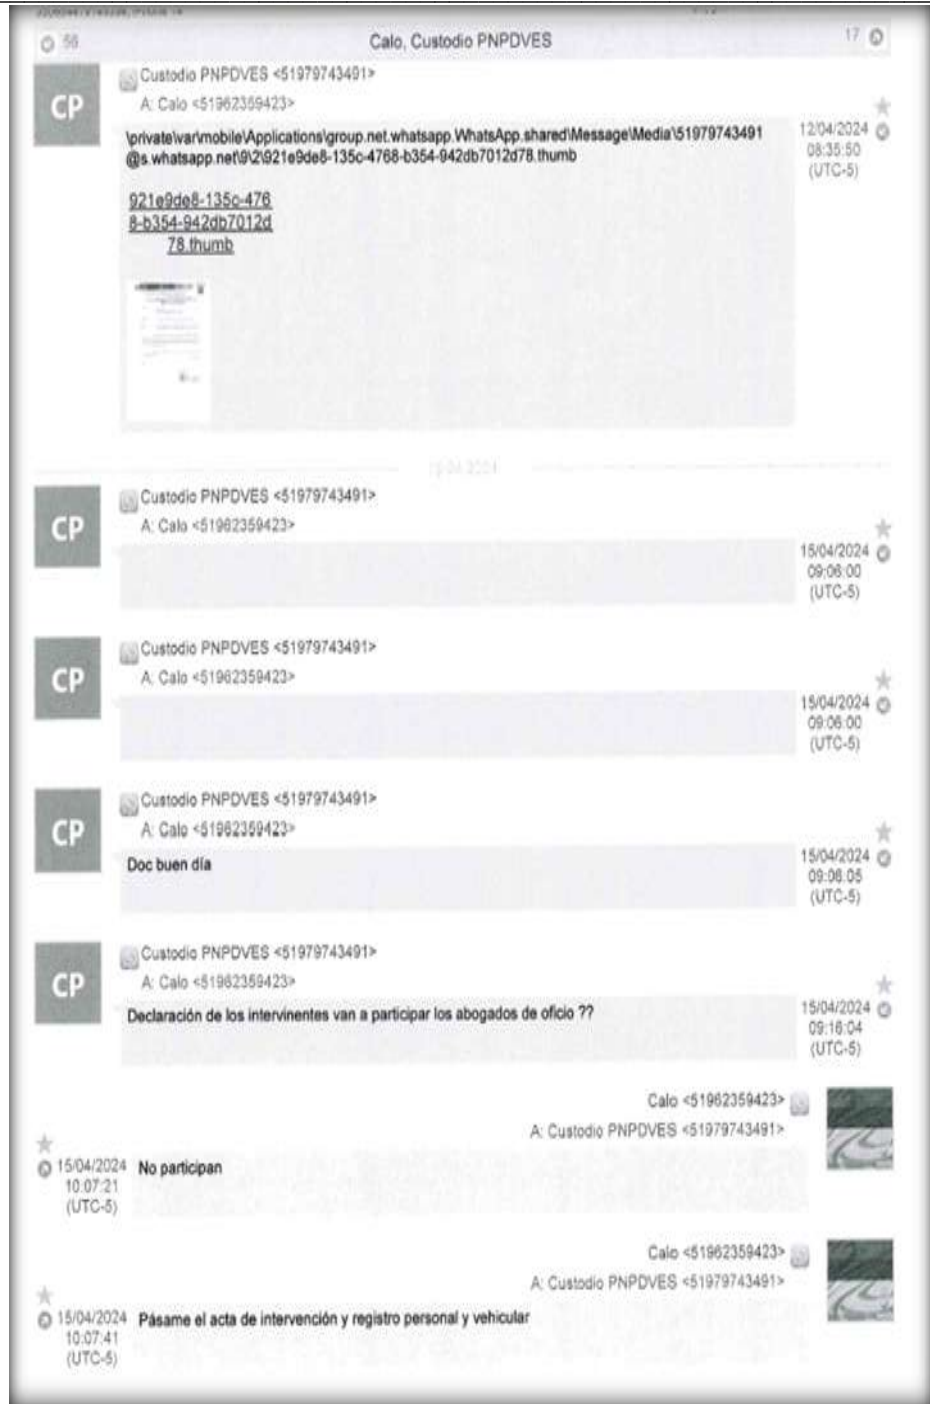 56
Calo, Custodio PNPDVES
17
CP
Custodio PNPDVES <51979743491>
A: Calo <51962359423>
\private\var\mobile\Applications\group.net.whatsapp.WhatsApp.shared\Message\Media\51979743491
@s.whatsapp.net\9\2\921e9de8-135c-4768-b354-942db7012d78.thumb
12/04/2024
08:35:50
(UTC-5)
921e9de8-135c-476
8-b354-942db7012d
78.thumb
CP
Custodio PNPDVES <51979743491>
A: Calo <51962359423>
15/04/2024
09:06:00
(UTC-5)
CP
Custodio PNPDVES <51979743491>
A: Calo <51962359423>
15/04/2024
09:06:00
(UTC-5)
CP
Custodio PNPDVES <51979743491>
A: Calo <51962359423>
Doc buen día
15/04/2024
09:06:05
(UTC-5)
CP
Custodio PNPDVES <51979743491>
A: Calo <51962359423>
Declaración de los intervinentes van a participar los abogados de oficio ??
15/04/2024
09:16:04
(UTC-5)
Calo <51962359423>
A: Custodio PNPDVES <51979743491>
15/04/2024
10:07:21
(UTC-5)
No participan
Calo <51962359423>
A: Custodio PNPDVES <51979743491>
15/04/2024
10:07:41
(UTC-5)
Pásame el acta de intervención y registro personal y vehicular